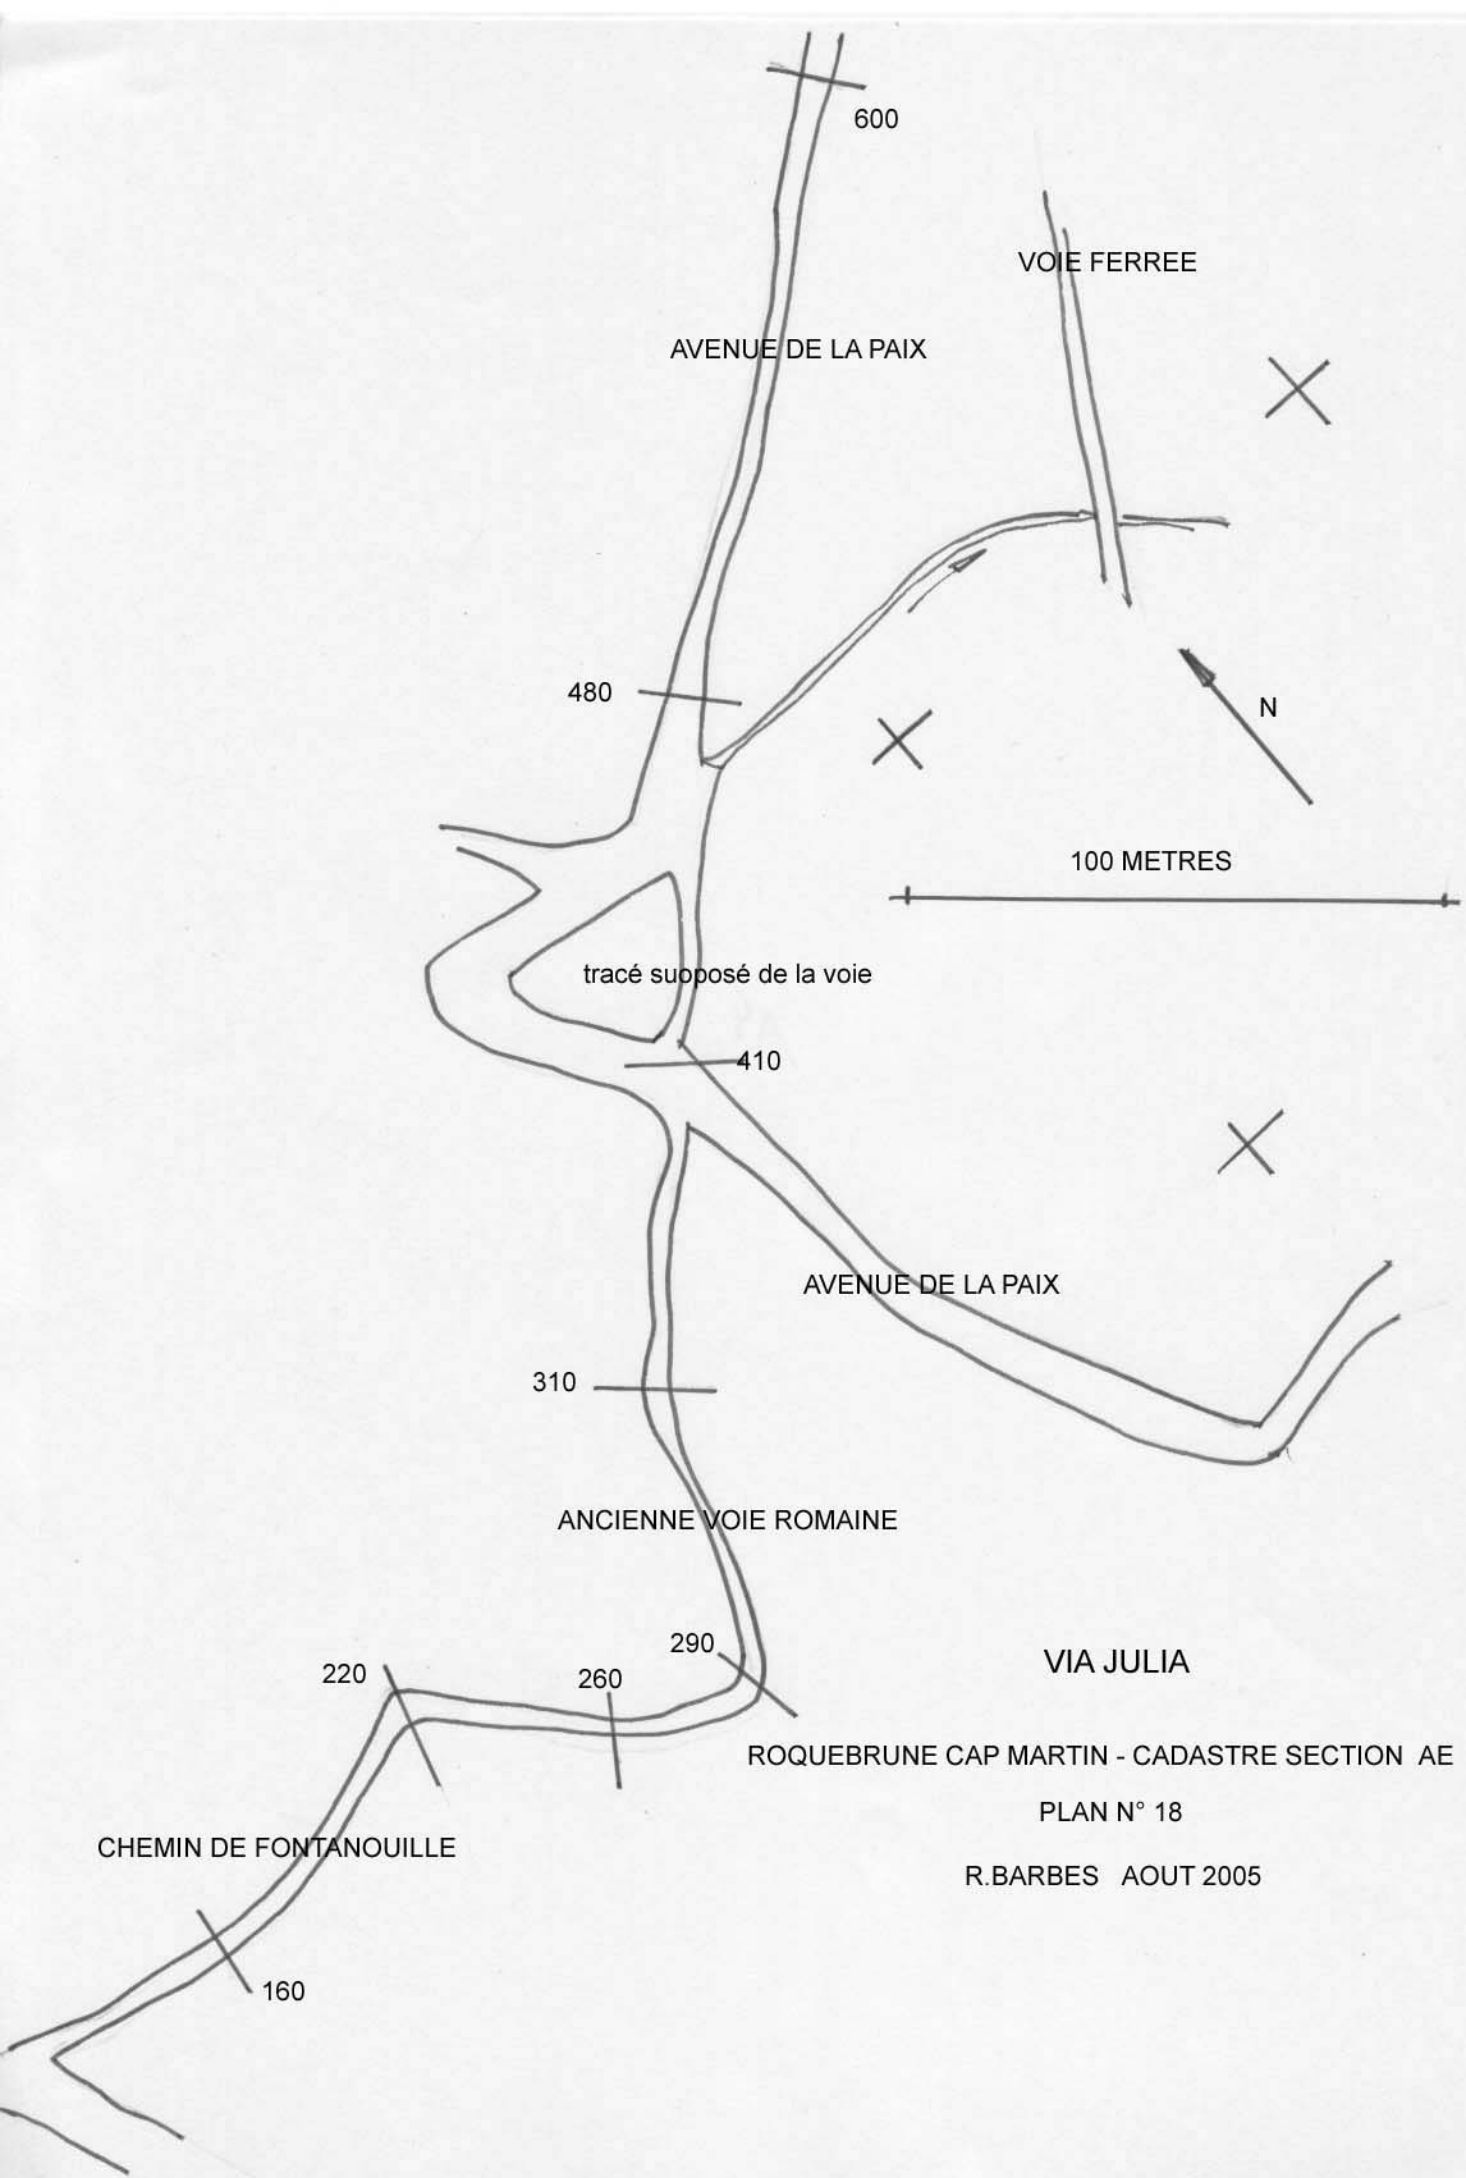 600
VOIE FERREE
AVENUE DE LA PAIX
480
N
100 METRES
tracé suoposé de la voie
410
AVENUE DE LA PAIX
310
ANCIENNE VOIE ROMAINE
290
220
260
VIA JULIA
ROQUEBRUNE CAP MARTIN - CADASTRE SECTION AE
PLAN N° 18
CHEMIN DE FONTANOUILLE
R.BARBES AOUT 2005
160